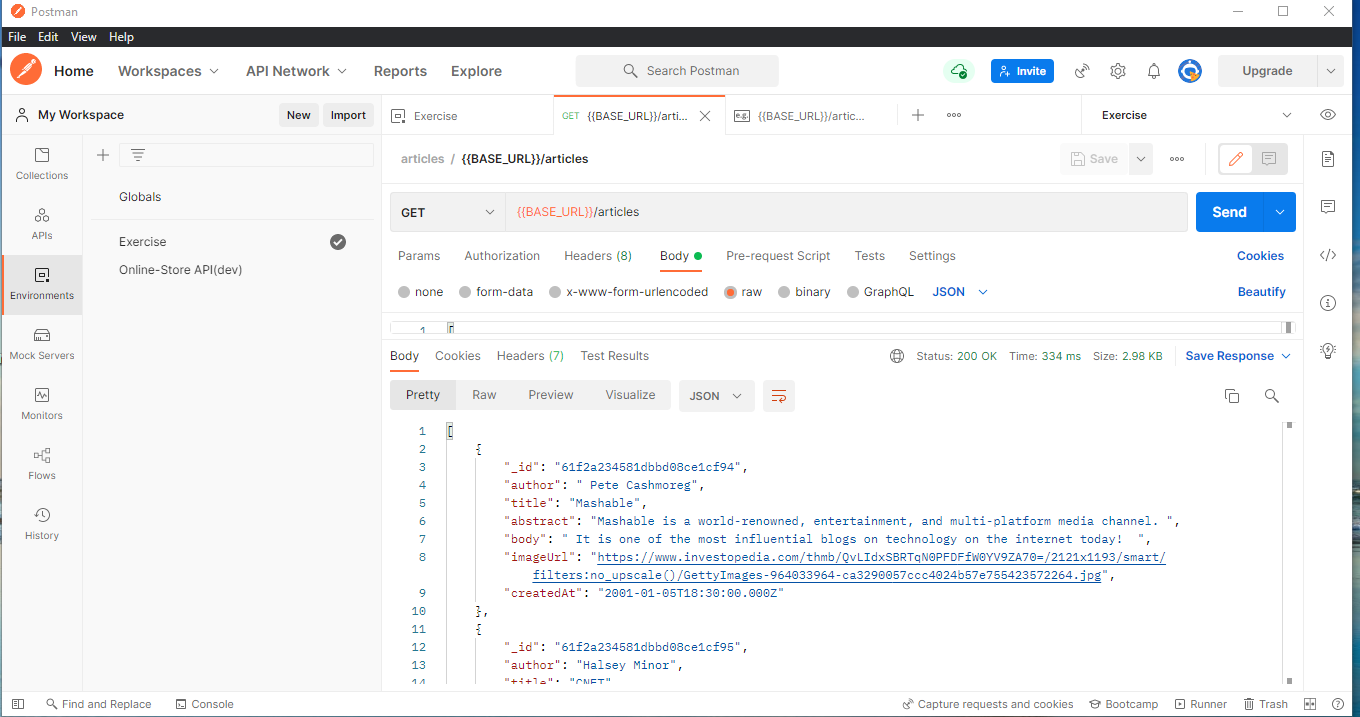 Postman
File Edit View Help
Home Workspaces API Network Reports Explore Search Postman Invite Upgrade
My Workspace New Import Exercise GET {{BASE_URL}}/arti... e.g. {{BASE_URL}}/artic... Exercise
articles / {{BASE_URL}}/articles Save
Collections
Globals
GET {{BASE_URL}}/articles Send
APIs
Exercise
Online-Store API(dev)
Params Authorization Headers (8) Body Pre-request Script Tests Settings Cookies
Environments
none form-data x-www-form-urlencoded raw binary GraphQL JSON Beautify
1 [
Mock Servers
Body Cookies Headers (7) Test Results Status: 200 OK Time: 334 ms Size: 2.98 KB Save Response
Pretty Raw Preview Visualize JSON
Monitors
Flows
History
1 [
2 {
3 "_id": "61f2a234581dbbd08ce1cf94",
4 "author": " Pete Cashmoreg",
5 "title": "Mashable",
6 "abstract": "Mashable is a world-renowned, entertainment, and multi-platform media channel. ",
7 "body": " It is one of the most influential blogs on technology on the internet today!  ",
8 "imageUrl": "https://www.investopedia.com/thmb/QvLIdxSBRTqN0PFDFfW0YV9ZA70=/2121x1193/smart/
filters:no_upscale()/GettyImages-964033964-ca3290057ccc4024b57e755423572264.jpg",
9 "createdAt": "2001-01-05T18:30:00.000Z"
10 },
11 {
12 "_id": "61f2a234581dbbd08ce1cf95",
13 "author": "Halsey Minor",
14 "title": "CNET"
Find and Replace Console Capture requests and cookies Bootcamp Runner Trash